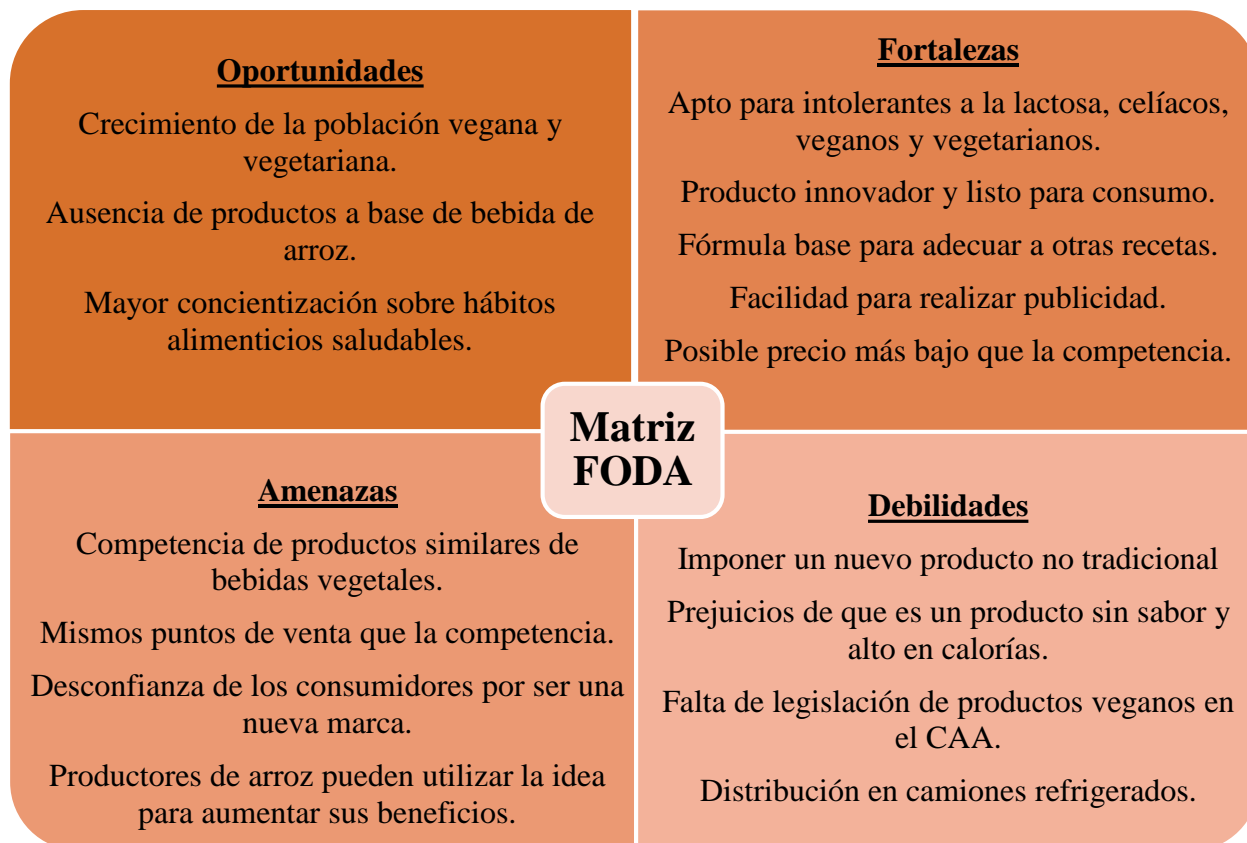 Oportunidades
Crecimiento de la población vegana y
vegetariana.
Ausencia de productos a base de bebida de
arroz.
Mayor concientización sobre hábitos
alimenticios saludables.
Fortalezas
Apto para intolerantes a la lactosa, celíacos,
veganos y vegetarianos.
Producto innovador y listo para consumo.
Fórmula base para adecuar a otras recetas.
Facilidad para realizar publicidad.
Posible precio más bajo que la competencia.
Matriz
FODA
Amenazas
Competencia de productos similares de
bebidas vegetales.
Mismos puntos de venta que la competencia.
Desconfianza de los consumidores por ser una
nueva marca.
Productores de arroz pueden utilizar la idea
para aumentar sus beneficios.
Debilidades
Imponer un nuevo producto no tradicional
Prejuicios de que es un producto sin sabor y
alto en calorías.
Falta de legislación de productos veganos en
el CAA.
Distribución en camiones refrigerados.